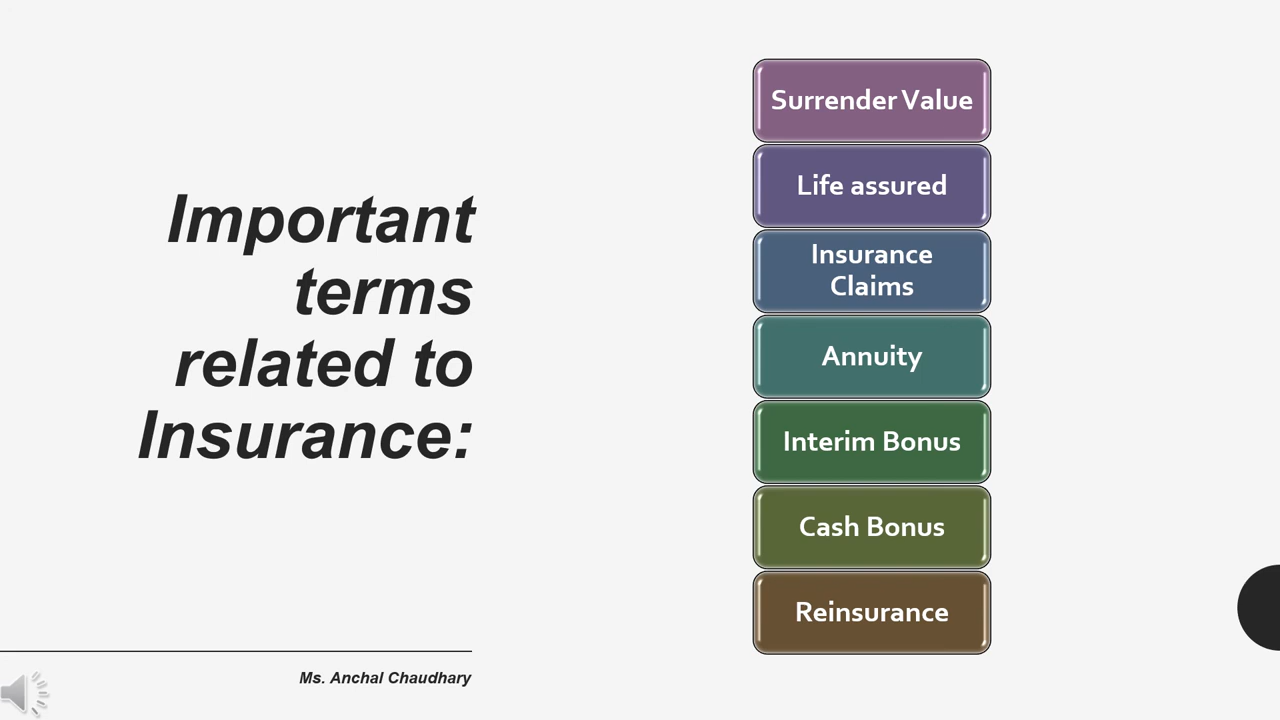 Important
terms
related to
Insurance:
Ms. Anchal Chaudhary
Surrender Value
Life assured
Insurance
Claims
Annuity
Interim Bonus
Cash Bonus
Reinsurance